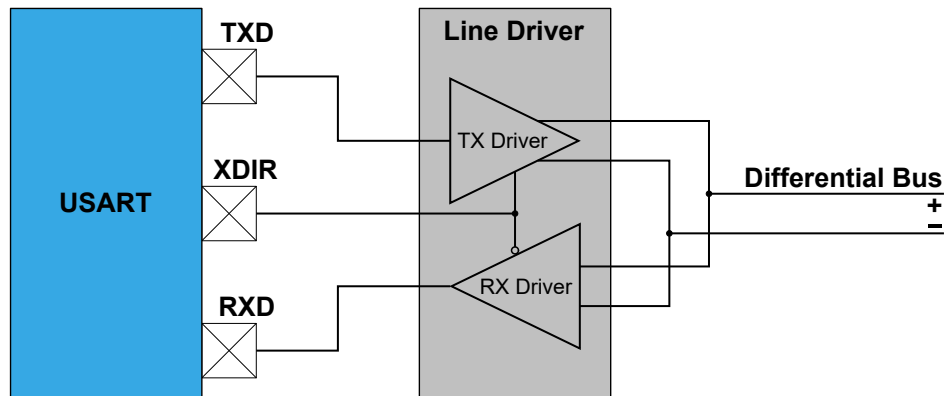 TXD
Line Driver
TX Driver
XDIR
USART
Differential Bus
+
−
RXD
RX Driver